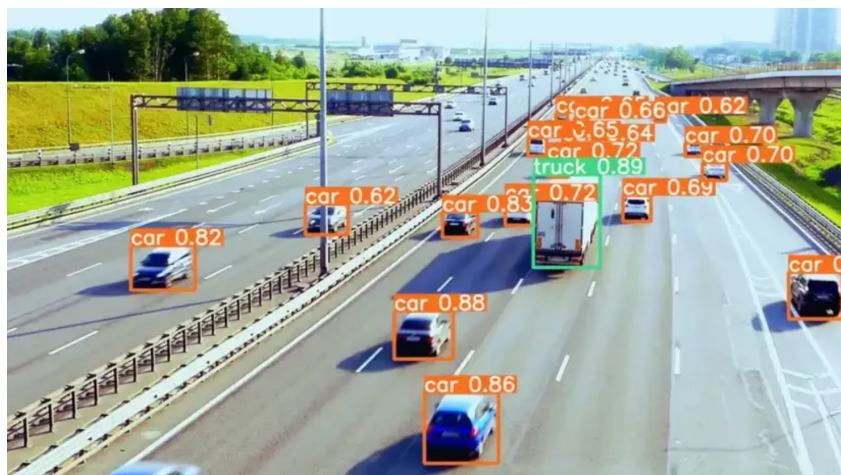 car 0.66
car 0.62
car 0.65
0.64
car 0.70
car 0.72
car 0.70
truck 0.89
car 0.62
car 0.83
0.72
car 0.69
car 0.82
car
car 0.88
car 0.86